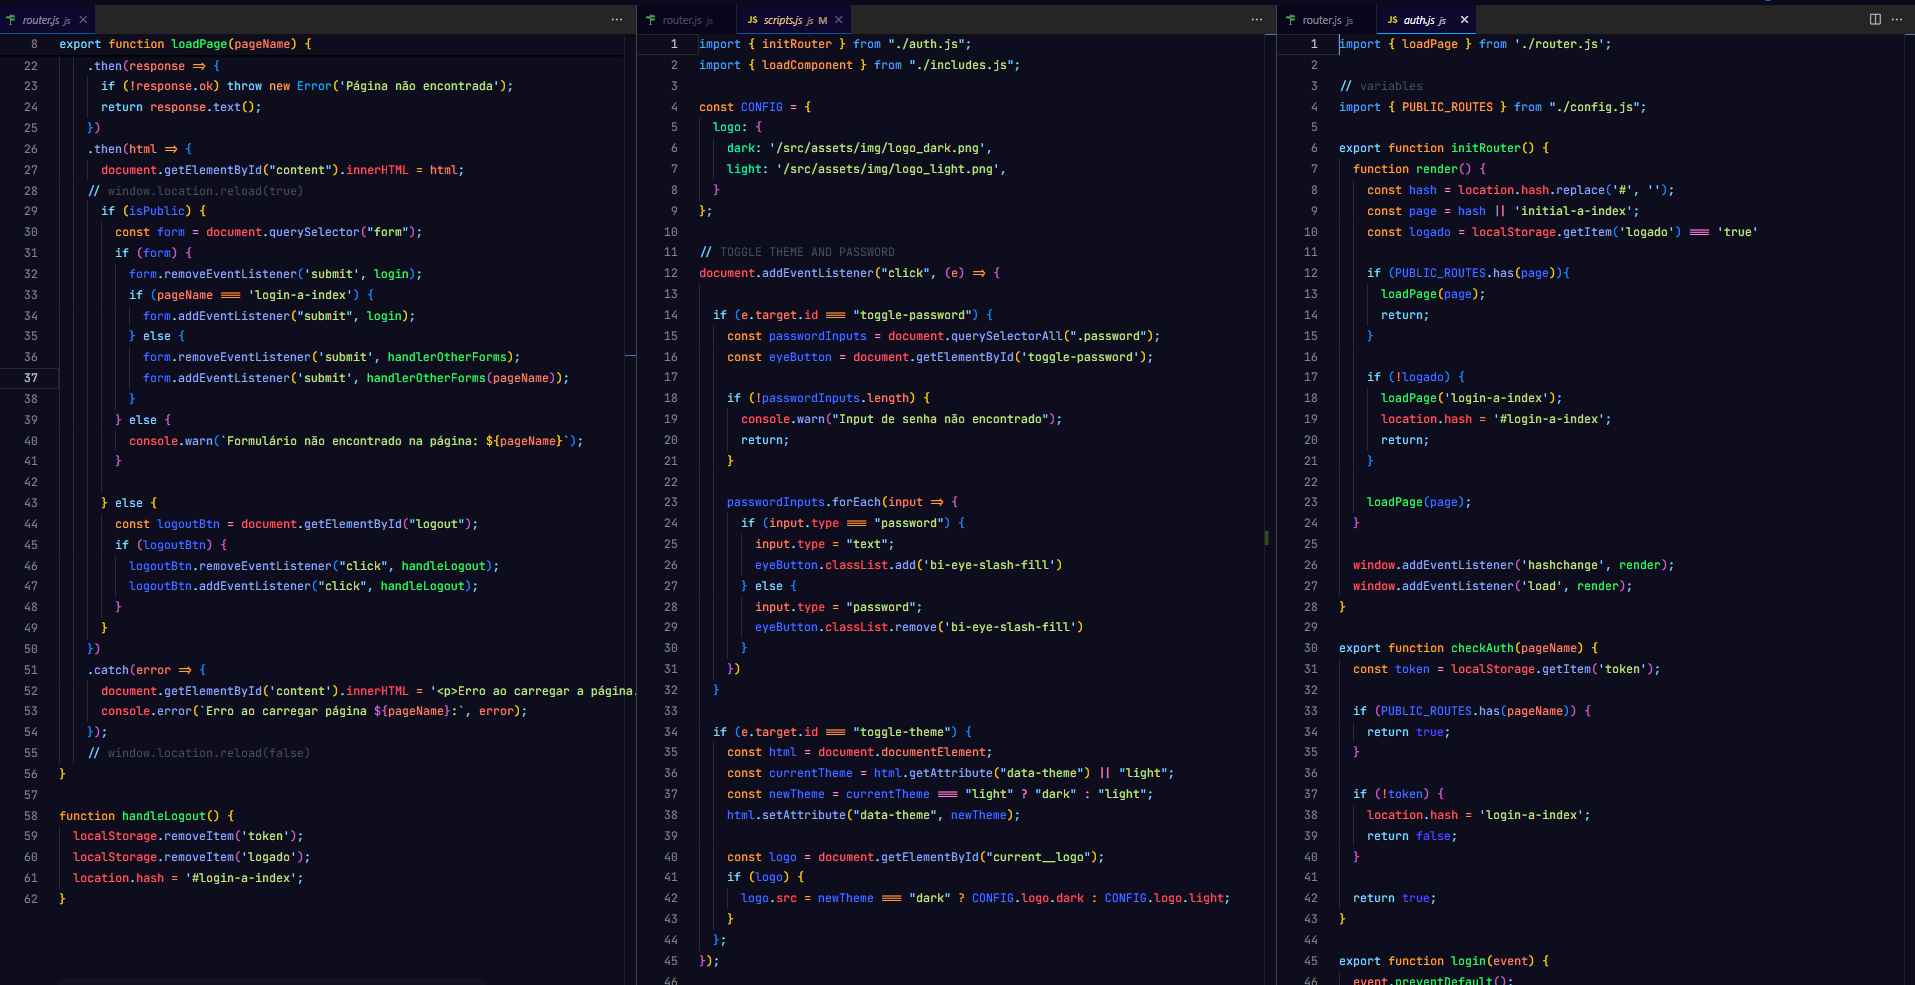 router.js js
8 export function loadPage(pageName) {
22 .then(response => {
23 if (!response.ok) throw new Error('Página não encontrada');
24 return response.text();
25 })
26 .then(html => {
27 document.getElementById("content").innerHTML = html;
28 // window.location.reload(true)
29 if (isPublic) {
30 const form = document.querySelector("form");
31 if (form) {
32 form.removeEventListener('submit', login);
33 if (pageName === 'login-a-index') {
34 form.addEventListener("submit", login);
35 } else {
36 form.removeEventListener('submit', handlerOtherForms);
37 form.addEventListener('submit', handlerOtherForms(pageName));
38 }
39 } else {
40 console.warn(`Formulário não encontrado na página: ${pageName}`);
41 }
42
43 } else {
44 const logoutBtn = document.getElementById("logout");
45 if (logoutBtn) {
46 logoutBtn.removeEventListener("click", handleLogout);
47 logoutBtn.addEventListener("click", handleLogout);
48 }
49 }
50 })
51 .catch(error => {
52 document.getElementById('content').innerHTML = '<p>Erro ao carregar a página.
53 console.error(`Erro ao carregar página ${pageName}:`, error);
54 });
55 // window.location.reload(false)
56 }
57
58 function handleLogout() {
59 localStorage.removeItem('token');
60 localStorage.removeItem('logado');
61 location.hash = '#login-a-index';
62 }
router.js js
JS scripts.js js M
1 import { initRouter } from "./auth.js";
2 import { loadComponent } from "./includes.js";
3
4 const CONFIG = {
5 logo: {
6 dark: '/src/assets/img/logo_dark.png',
7 light: '/src/assets/img/logo_light.png',
8 }
9 };
10
11 // TOGGLE THEME AND PASSWORD
12 document.addEventListener("click", (e) => {
13
14 if (e.target.id === "toggle-password") {
15 const passwordInputs = document.querySelectorAll(".password");
16 const eyeButton = document.getElementById('toggle-password');
17
18 if (!passwordInputs.length) {
19 console.warn("Input de senha não encontrado");
20 return;
21 }
22
23 passwordInputs.forEach(input => {
24 if (input.type === "password") {
25 input.type = "text";
26 eyeButton.classList.add('bi-eye-slash-fill')
27 } else {
28 input.type = "password";
29 eyeButton.classList.remove('bi-eye-slash-fill')
30 }
31 })
32 }
33
34 if (e.target.id === "toggle-theme") {
35 const html = document.documentElement;
36 const currentTheme = html.getAttribute("data-theme") || "light";
37 const newTheme = currentTheme === "light" ? "dark" : "light";
38 html.setAttribute("data-theme", newTheme);
39
40 const logo = document.getElementById("current__logo");
41 if (logo) {
42 logo.src = newTheme === "dark" ? CONFIG.logo.dark : CONFIG.logo.light;
43 }
44 };
45 });
46
router.js js
JS auth.js js
1 import { loadPage } from './router.js';
2
3 // variables
4 import { PUBLIC_ROUTES } from "./config.js";
5
6 export function initRouter() {
7 function render() {
8 const hash = location.hash.replace('#', '');
9 const page = hash || 'initial-a-index';
10 const logado = localStorage.getItem('logado') === 'true'
11
12 if (PUBLIC_ROUTES.has(page)){
13 loadPage(page);
14 return;
15 }
16
17 if (!logado) {
18 loadPage('login-a-index');
19 location.hash = '#login-a-index';
20 return;
21 }
22
23 loadPage(page);
24 }
25
26 window.addEventListener('hashchange', render);
27 window.addEventListener('load', render);
28 }
29
30 export function checkAuth(pageName) {
31 const token = localStorage.getItem('token');
32
33 if (PUBLIC_ROUTES.has(pageName)) {
34 return true;
35 }
36
37 if (!token) {
38 location.hash = 'login-a-index';
39 return false;
40 }
41
42 return true;
43 }
44
45 export function login(event) {
46 event.preventDefault();